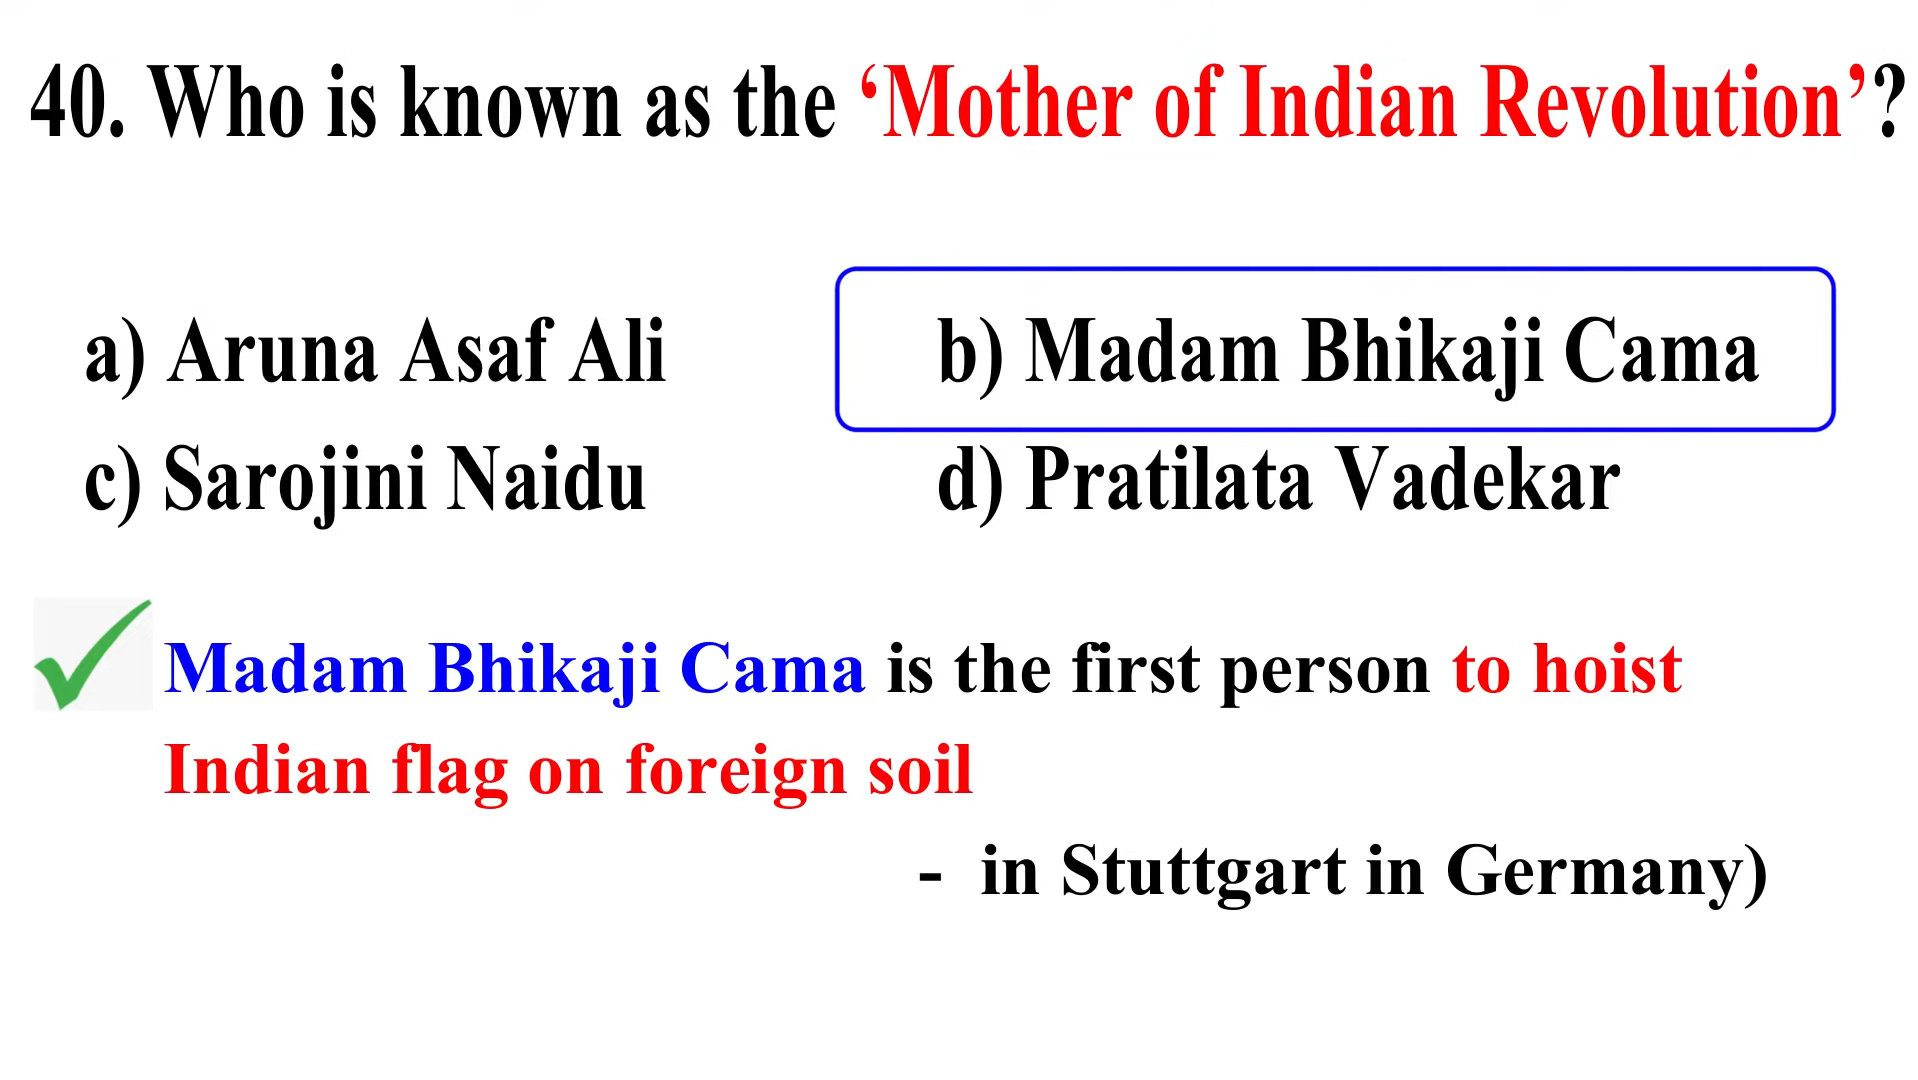 40. Who is known as the ‘Mother of Indian Revolution’?
a) Aruna Asaf Ali b) Madam Bhikaji Cama
c) Sarojini Naidu d) Pratilata Vadekar
Madam Bhikaji Cama is the first person to hoist
Indian flag on foreign soil
- in Stuttgart in Germany)